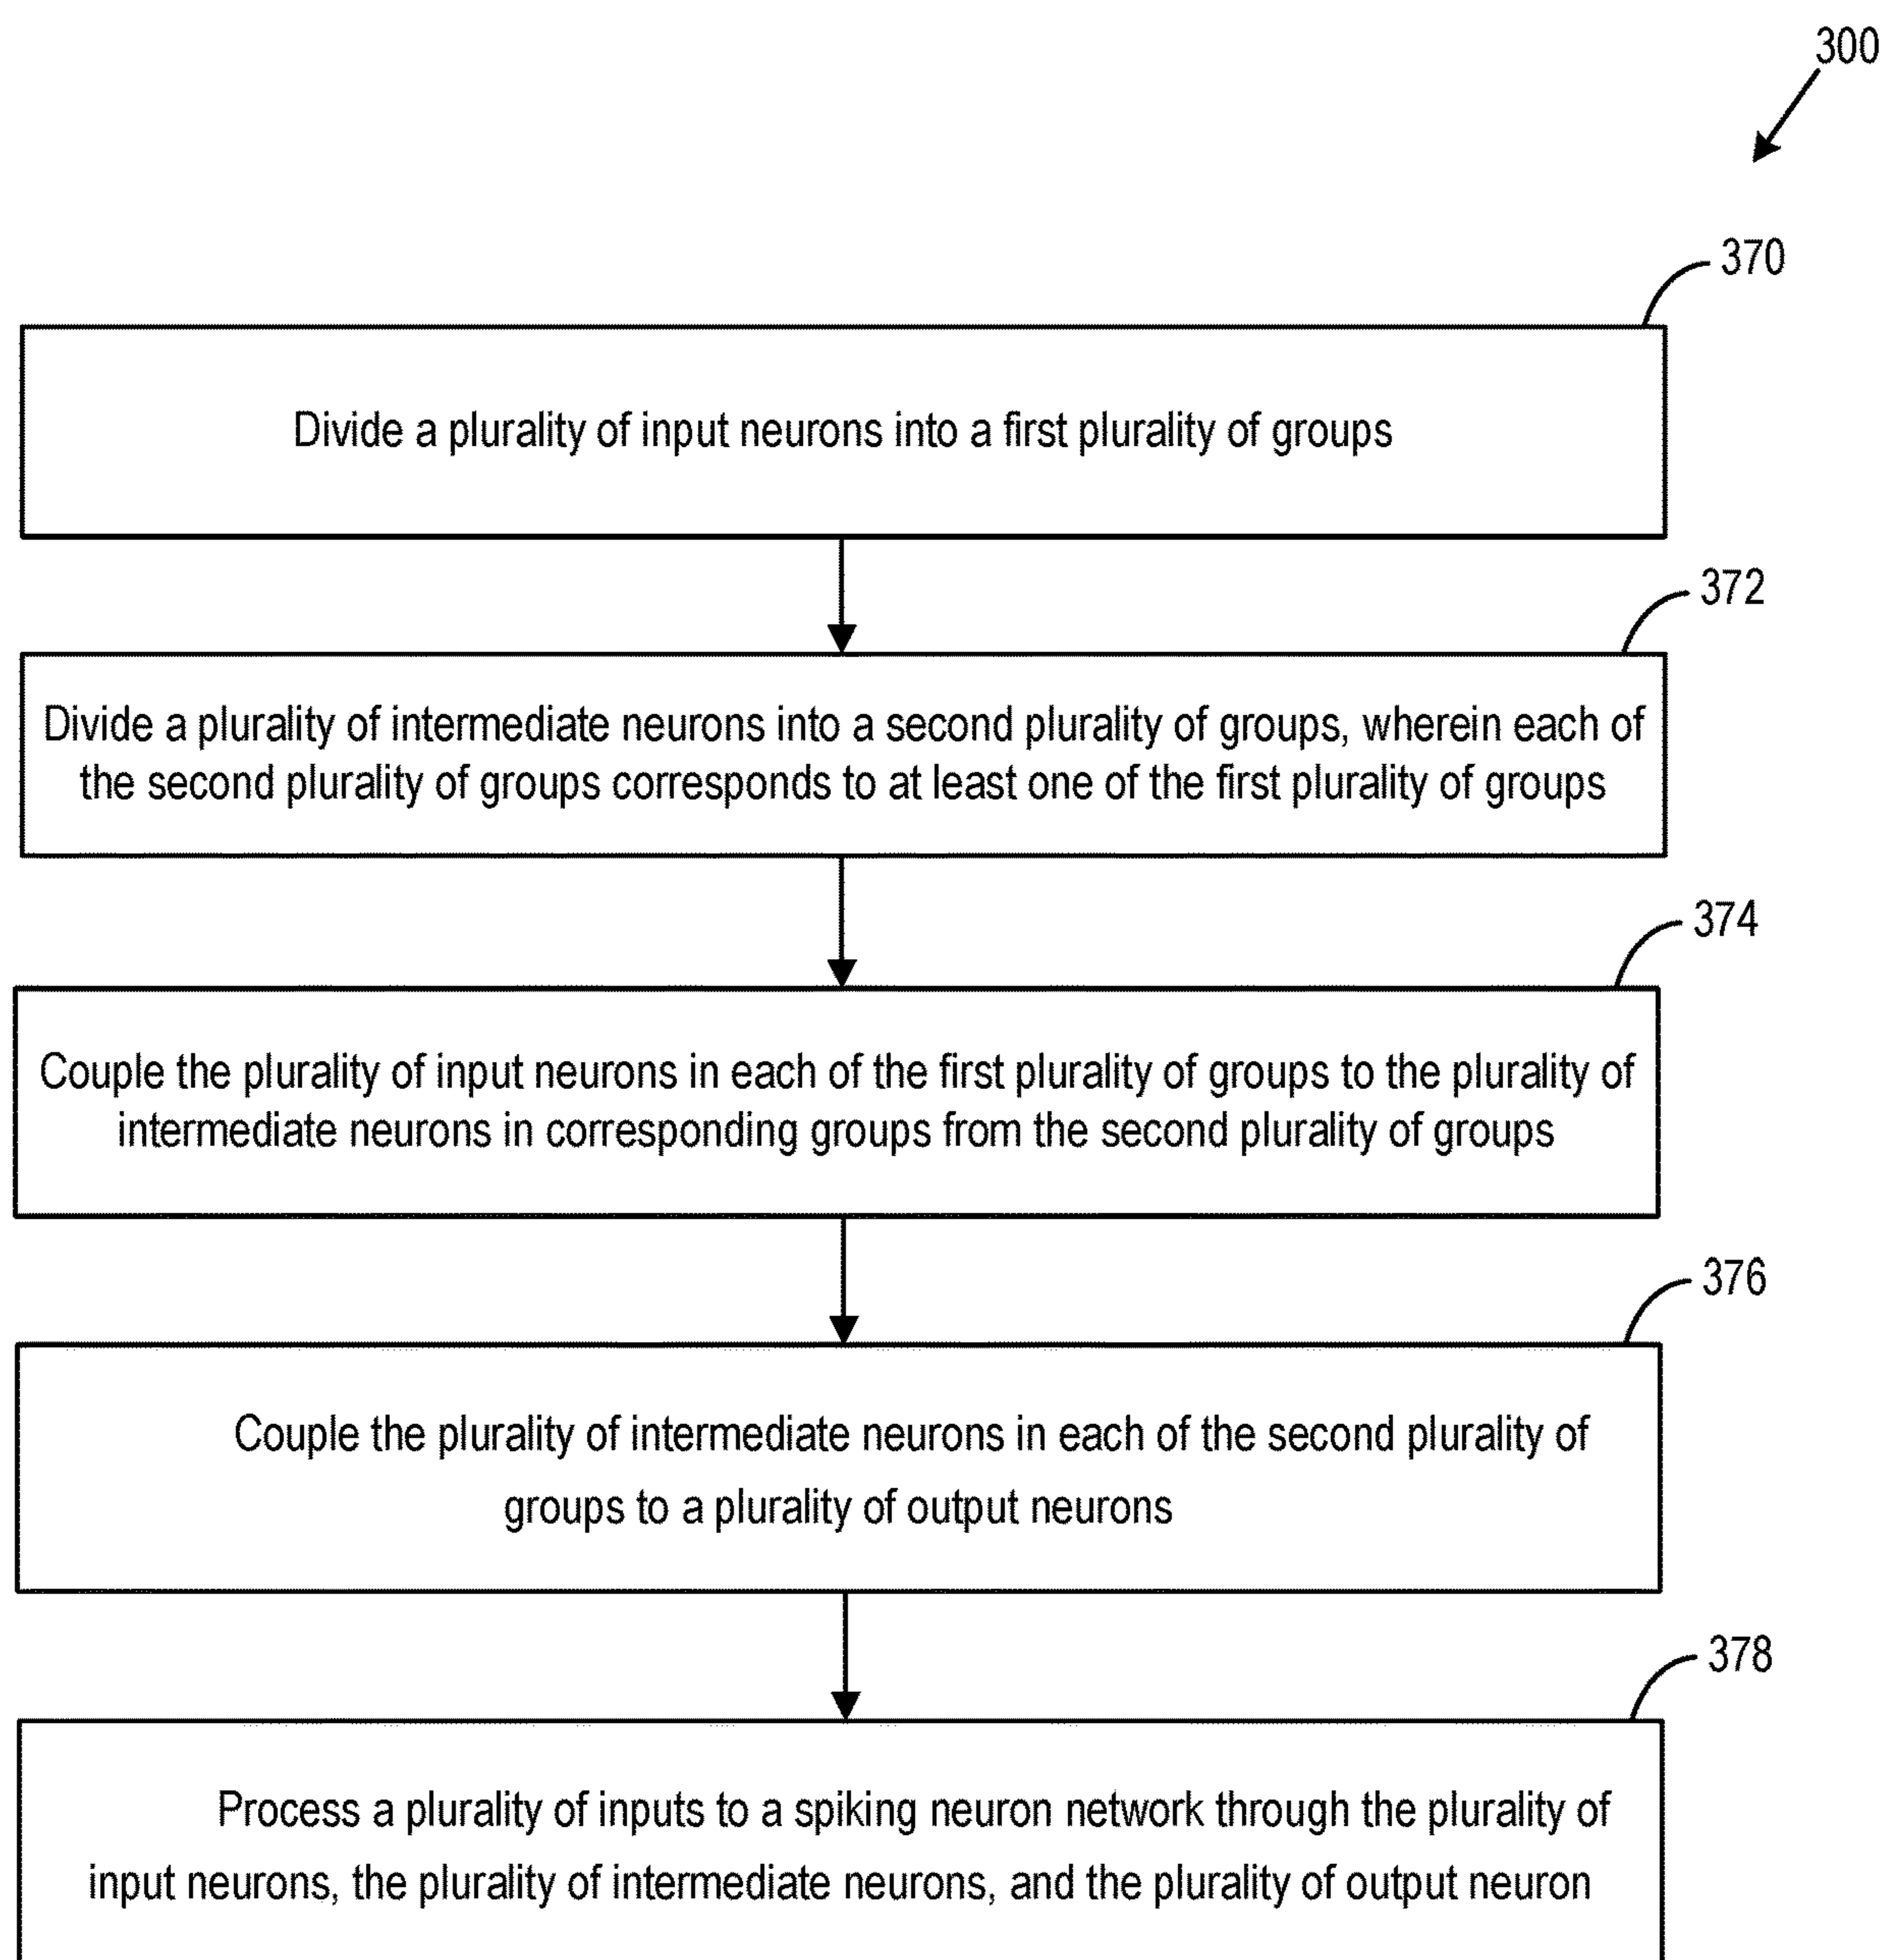 300
370
Divide a plurality of input neurons into a first plurality of groups
372
Divide a plurality of intermediate neurons into a second plurality of groups, wherein each of
the second plurality of groups corresponds to at least one of the first plurality of groups
374
Couple the plurality of input neurons in each of the first plurality of groups to the plurality of
intermediate neurons in corresponding groups from the second plurality of groups
376
Couple the plurality of intermediate neurons in each of the second plurality of
groups to a plurality of output neurons
378
Process a plurality of inputs to a spiking neuron network through the plurality of
input neurons, the plurality of intermediate neurons, and the plurality of output neuron